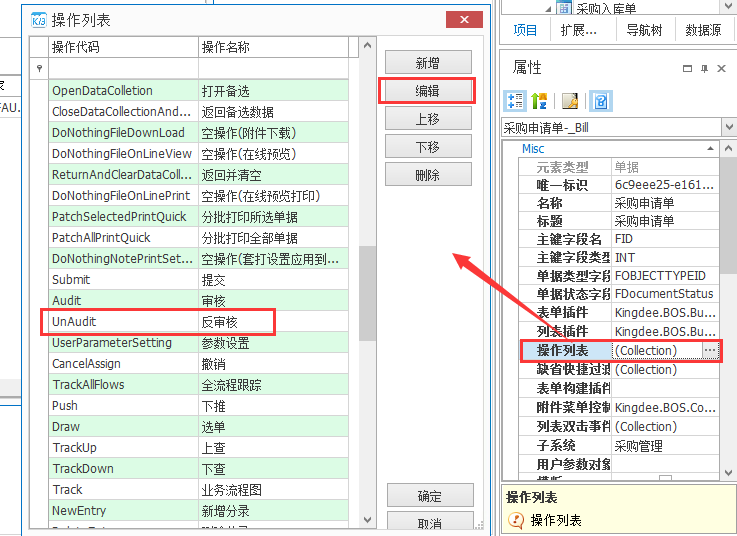 K/3
操作列表
操作代码 操作名称
OpenDataColletion 打开备选
CloseDataCollectionAnd... 返回备选数据
DoNothingFileDownLoad 空操作(附件下载)
DoNothingFileOnLineView 空操作(在线预览)
ReturnAndClearDataColl... 返回并清空
DoNothingFileOnLinePrint 空操作(在线预览打印)
PatchSelectedPrintQuick 分批打印所选单据
PatchAllPrintQuick 分批打印全部单据
DoNothingNotePrintSet... 空操作(套打设置应用到...
Submit 提交
Audit 审核
UnAudit 反审核
UserParameterSetting 参数设置
CancelAssign 撤销
TrackAllFlows 全流程跟踪
Push 下推
Draw 选单
TrackUp 上查
TrackDown 下查
Track 业务流程图
NewEntry 新增分录
新增
编辑
上移
下移
删除
确定
取消
FAU.
采购入库单
项目 扩展... 导航树 数据源
属性
采购申请单-_Bill
Misc
元素类型 单据
唯一标识 6c9eee25-e161...
名称 采购申请单
标题 采购申请单
主键字段名 FID
主键字段类型 INT
单据类型字段 FOBJECTTYPEID
单据状态字段 FDocumentStatus
表单插件 Kingdee.BOS.Bu...
列表插件 Kingdee.BOS.Bu...
操作列表 (Collection) ...
缺省快捷过滤 (Collection)
表单构建插件
附件菜单控制 Kingdee.BOS.Co...
列表双击事件 (Collection)
子系统 采购管理
用户参数对象
操作列表
操作列表